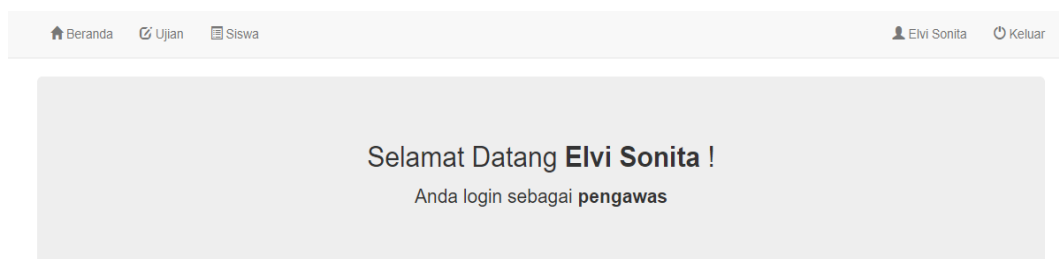 Beranda Ujian Siswa Elvi Sonita Keluar
Selamat Datang Elvi Sonita !
Anda login sebagai pengawas